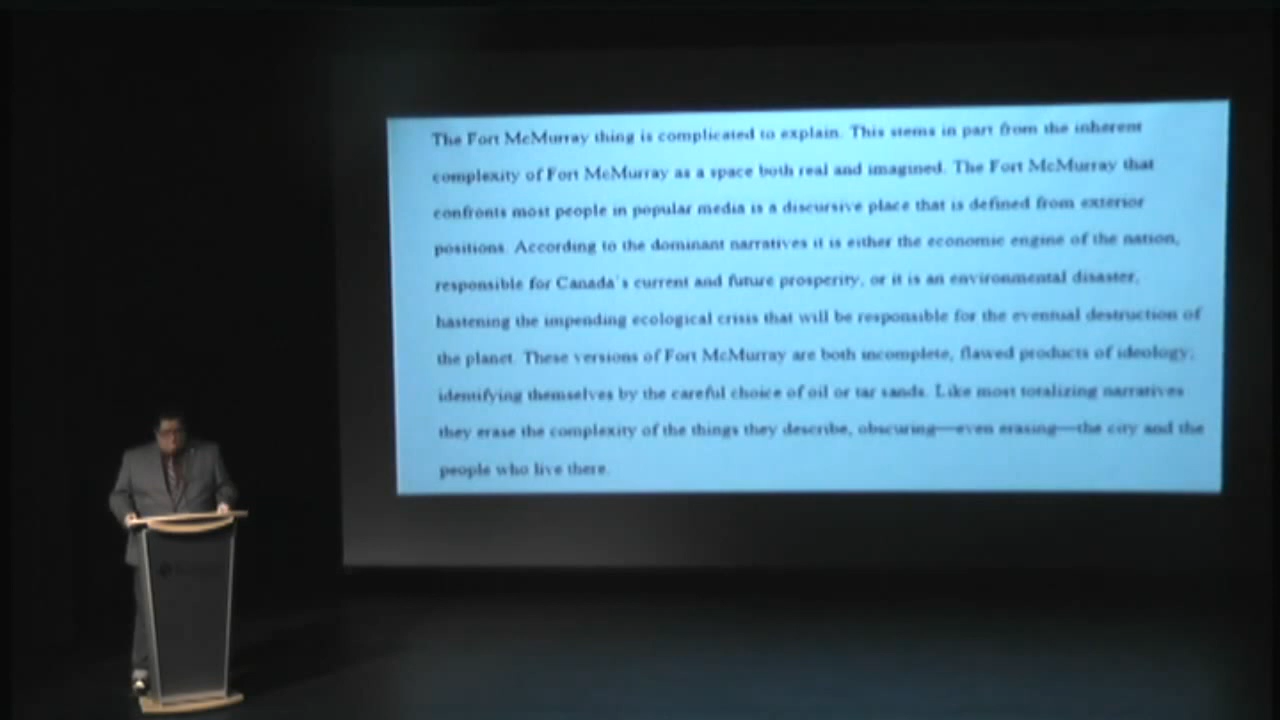 The Fort McMurray thing is complicated to explain. This stems in part from the inherent
complexity of Fort McMurray as a space both real and imagined. The Fort McMurray that
confronts most people in popular media is a discursive place that is defined from exterior
positions. According to the dominant narratives it is either the economic engine of the nation,
responsible for Canada's current and future prosperity, or it is an environmental disaster,
hastening the impending ecological crisis that will be responsible for the eventual destruction of
the planet. These versions of Fort McMurray are both incomplete, flawed products of ideology,
identifying themselves by the careful choice of oil or tar sands. Like most totalizing narratives
they erase the complexity of the things they describe, obscuring—even erasing—the city and the
people who live there.